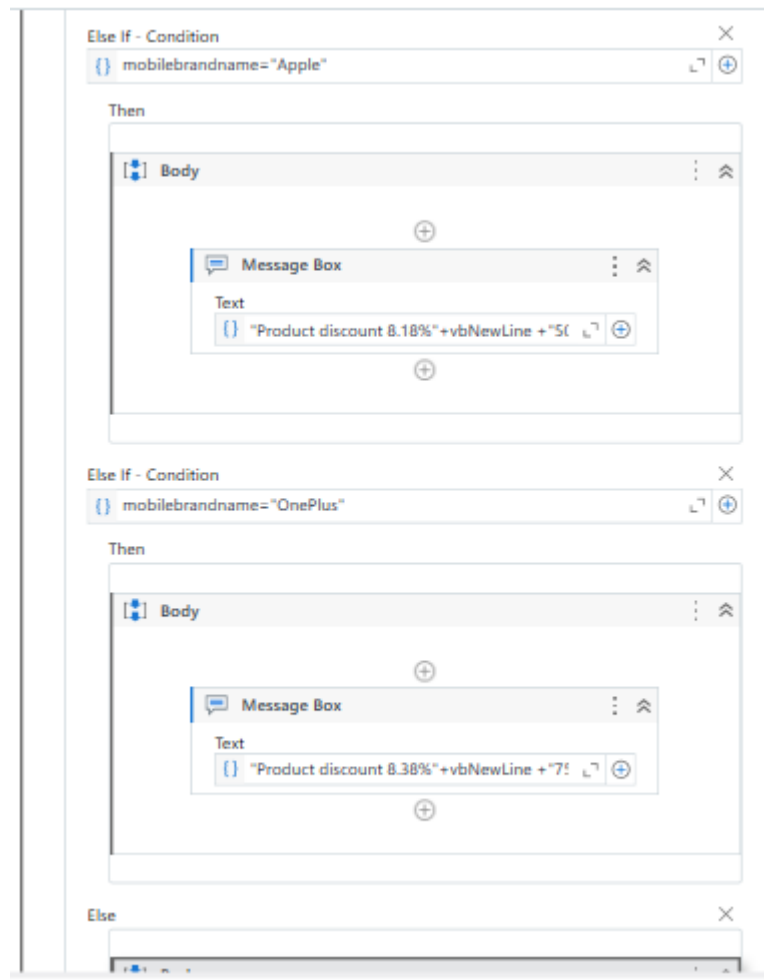 Else If - Condition
{} mobilebrandname="Apple"
Then
Body
Message Box
Text
{} "Product discount 8.18%"+vbNewLine +"5(
Else If - Condition
{} mobilebrandname="OnePlus"
Then
Body
Message Box
Text
{} "Product discount 8.38%"+vbNewLine +"7
Else